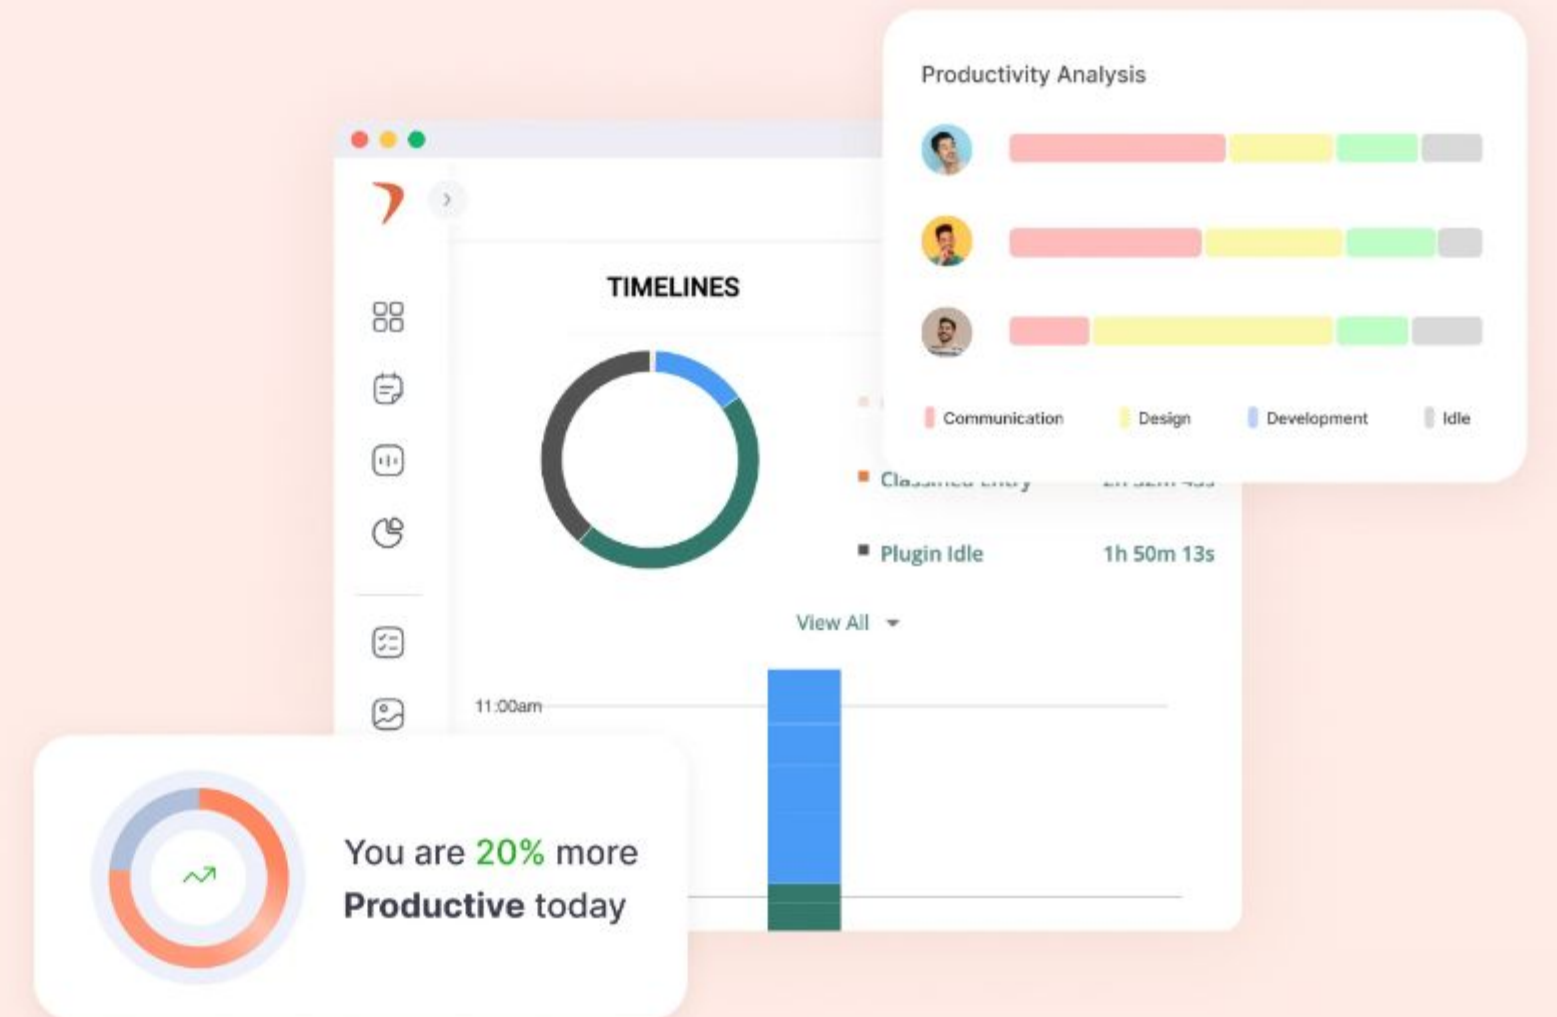 Productivity Analysis
Communication
Design
Development
Idle
TIMELINES
Plugin Idle
1h 50m 13s
View All
11:00am
You are 20% more
Productive today